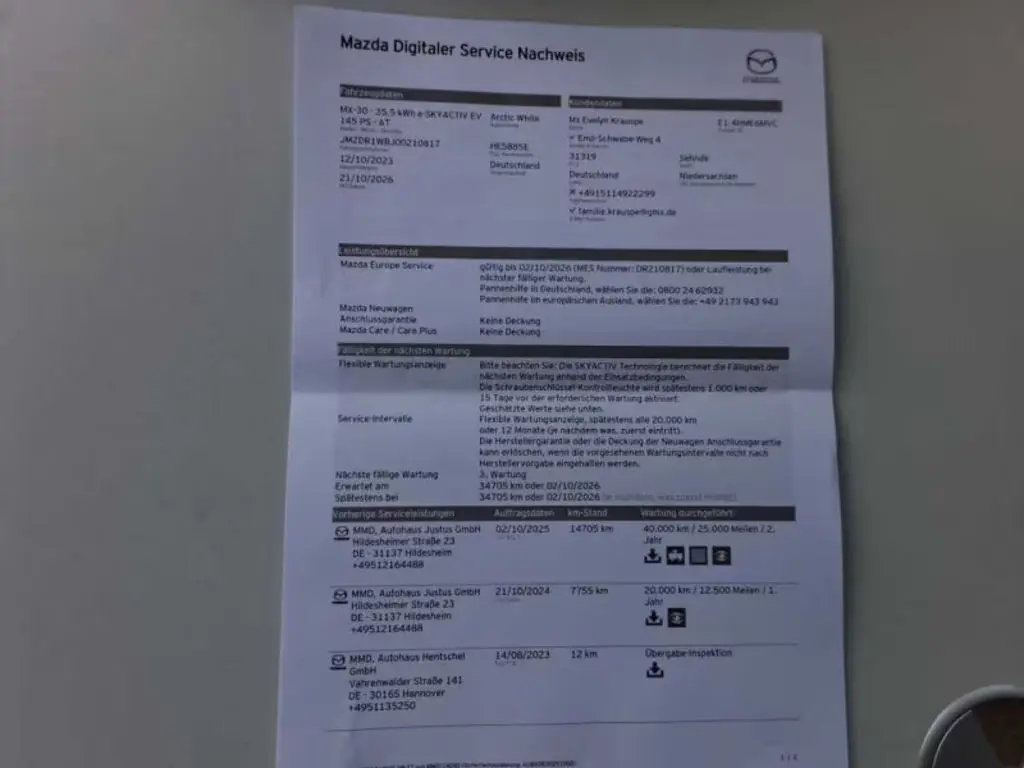 Mazda Digitaler Service Nachweis
Fahrzeugdaten
Kundendaten
MX-30 - 35,5 kWh e-SKYACTIV EV
145 PS - AT
Arctic White
JMZDR1WBJ00210817
HE5885E
12/10/2023
Deutschland
21/10/2026
Ms Evelyn Krauspe
31319
Sehnde
Deutschland
Niedersachsen
+4915114922299
familie.krauspe@gmx.de
Leistungsübersicht
Mazda Europe Service
gültig bis 02/10/2026 (MES Nummer: DR210817) oder Laufleistung bei
nächster fälliger Wartung.
Pannenhilfe in Deutschland, wählen Sie die: 0800 24 62932
Pannenhilfe im europäischen Ausland, wählen Sie die: +49 2173 943 943
Mazda Neuwagen
Anschlussgarantie
Keine Deckung
Mazda Care / Care Plus
Keine Deckung
Fälligkeit der nächsten Wartung
Flexible Wartungsanzeige
Bitte beachten Sie: Die SKYACTIV Technologie berechnet die Fälligkeit der
nächsten Wartung anhand der Einsatzbedingungen.
Die Schraubenschlüssel-Kontrollleuchte wird spätestens 1.000 km oder
15 Tage vor der erforderlichen Wartung aktiviert.
Geschätzte Werte siehe unten.
Service-Intervalle
Flexible Wartungsanzeige, spätestens alle 20.000 km
oder 12 Monate (je nachdem was, zuerst eintritt).
Die Herstellergarantie oder die Deckung der Neuwagen Anschlussgarantie
kann erlöschen, wenn die vorgesehenen Wartungsintervalle nicht nach
Herstellervorgabe eingehalten werden.
Nächste fällige Wartung
3. Wartung
Erwartet am
34705 km oder 02/10/2026
Spätestens bei
34705 km oder 02/10/2026 (je nachdem, was zuerst eintritt)
Vorherige Serviceleistungen Auftragsdaten km-Stand Wartung durchgeführt
MMD, Autohaus Justus GmbH 02/10/2025 14705 km 40.000 km / 25.000 Meilen / 2.
Hildesheimer Straße 23 Jahr
DE - 31137 Hildesheim
+49512164488
MMD, Autohaus Justus GmbH 21/10/2024 7755 km 20.000 km / 12.500 Meilen / 1.
Hildesheimer Straße 23 Jahr
DE - 31137 Hildesheim
+49512164488
MMD, Autohaus Hentschel 14/08/2023 12 km Übergabe-Inspektion
GmbH
Vahrenwalder Straße 141
DE - 30165 Hannover
+4951135250